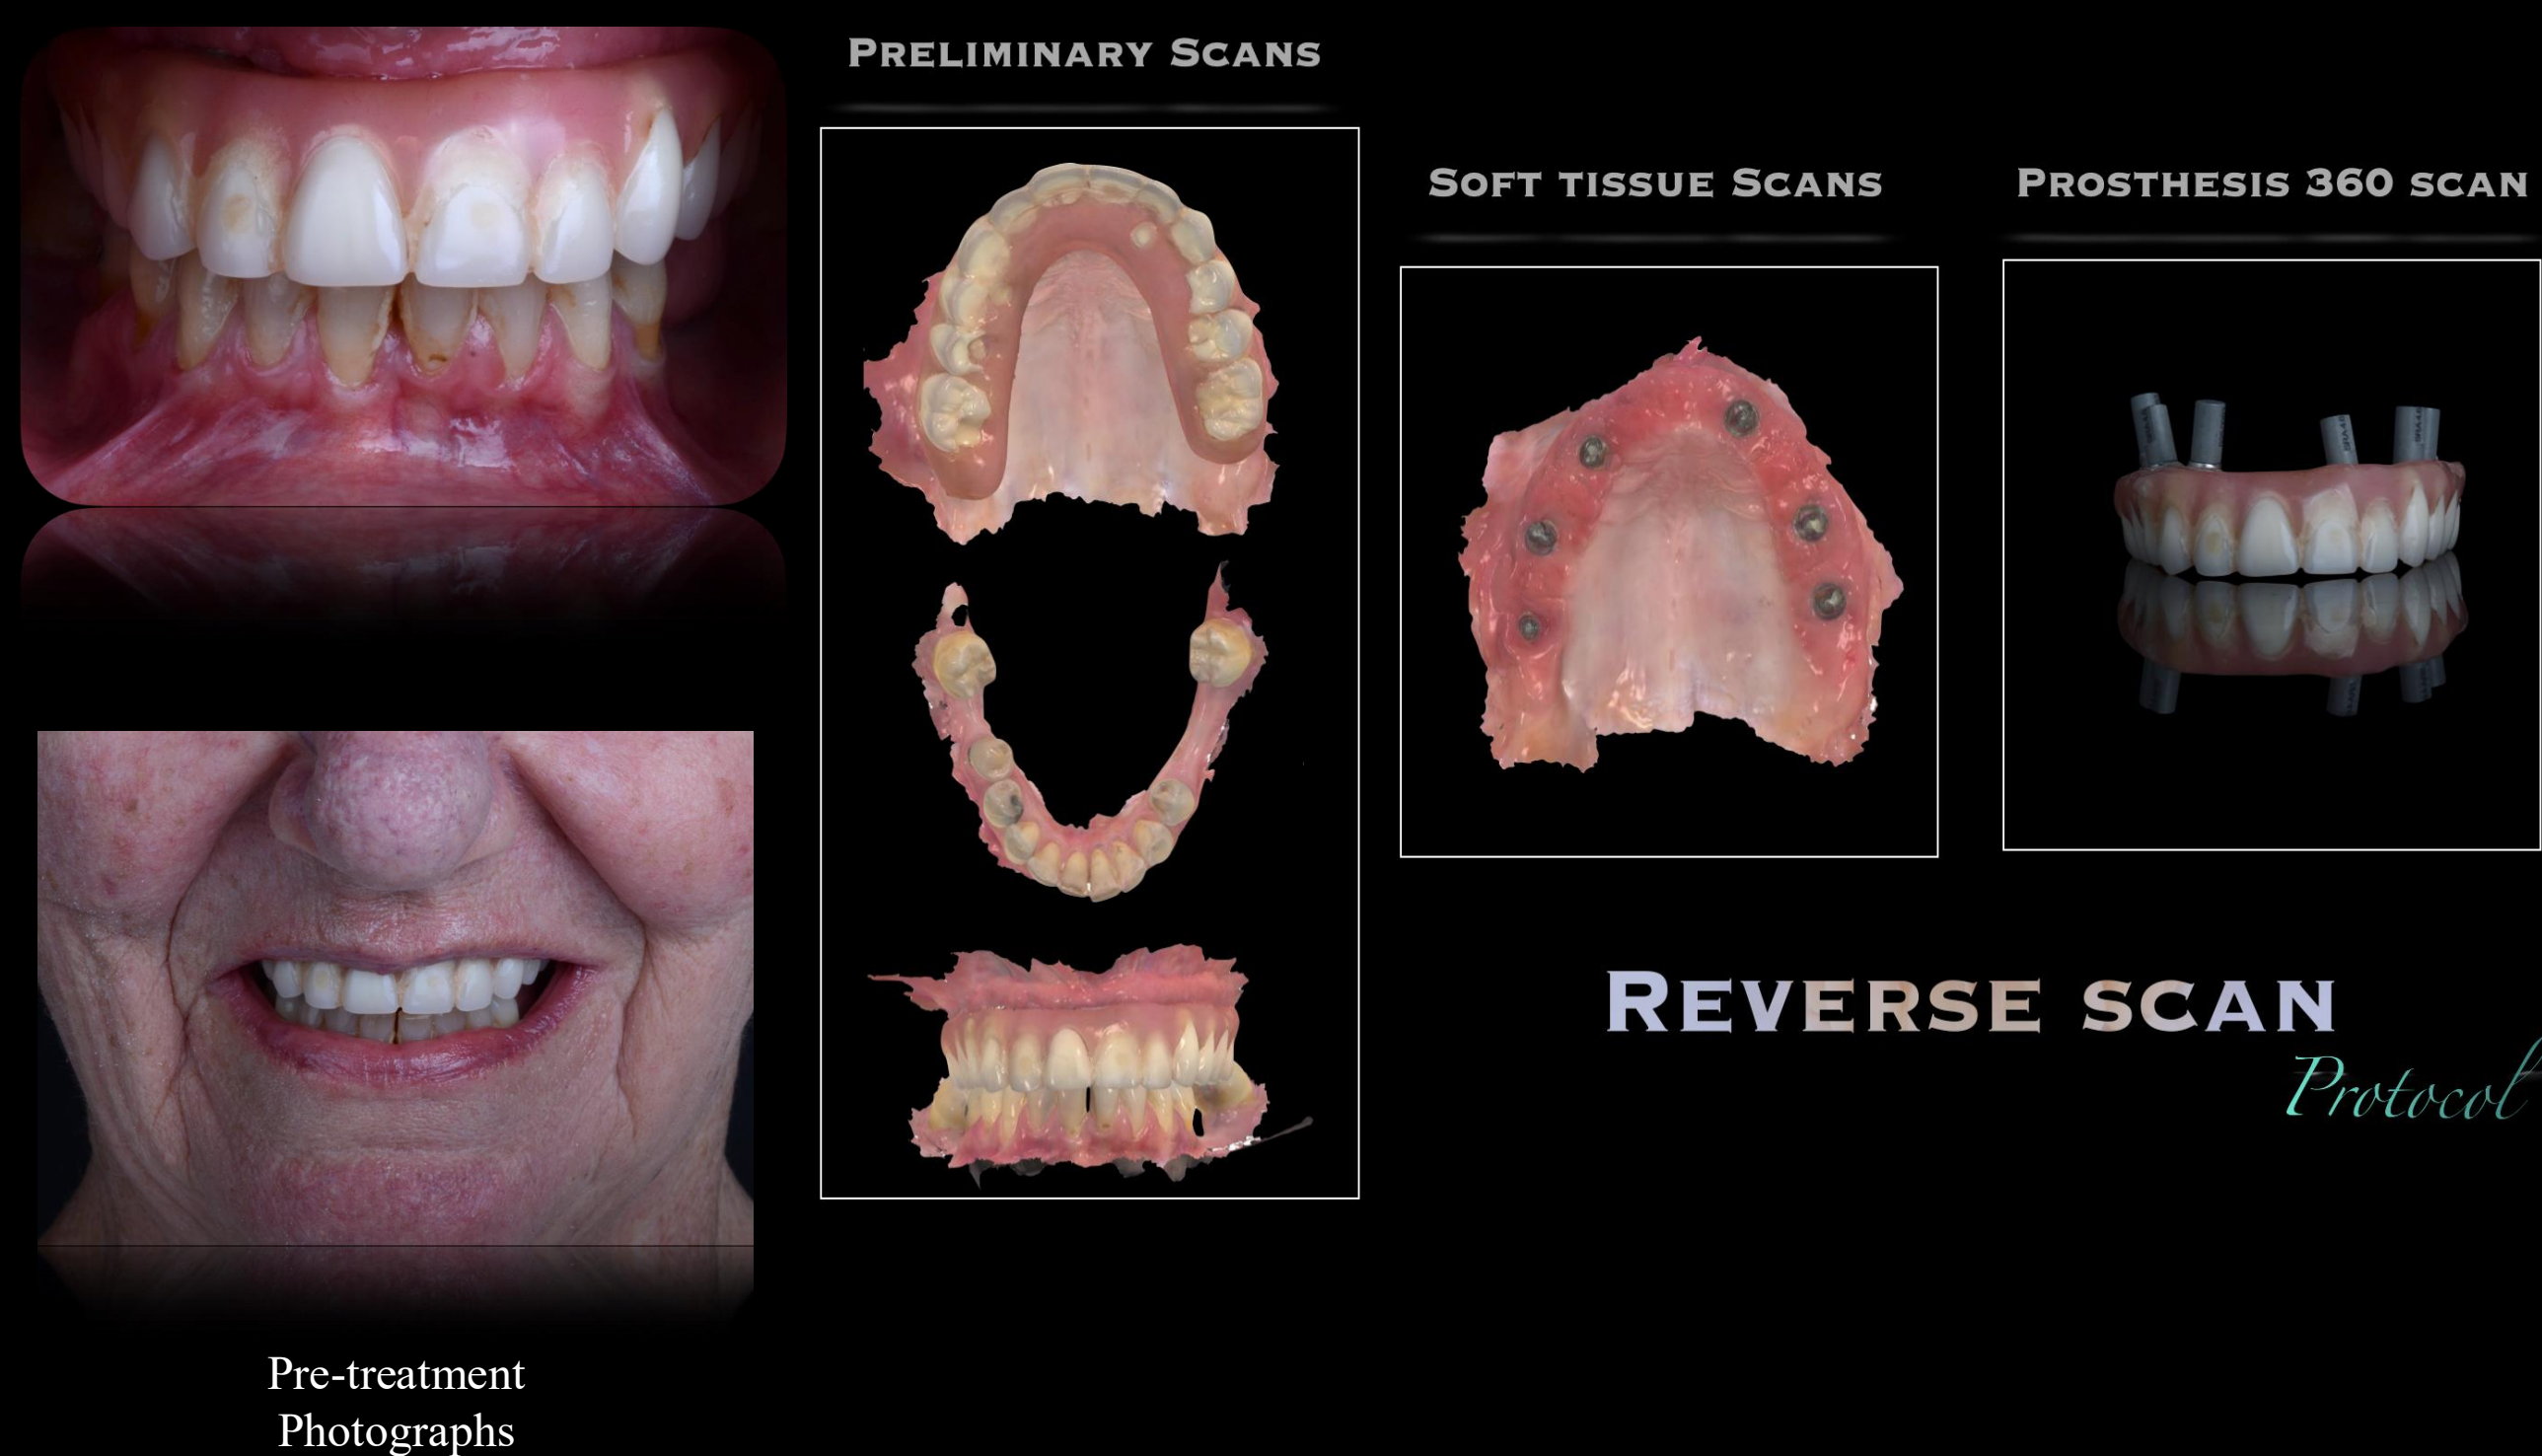 PRELIMINARY SCANS
SOFT TISSUE SCANS
PROSTHESIS 360 SCAN
REVERSE SCAN
Protocol
Pre-treatment
Photographs